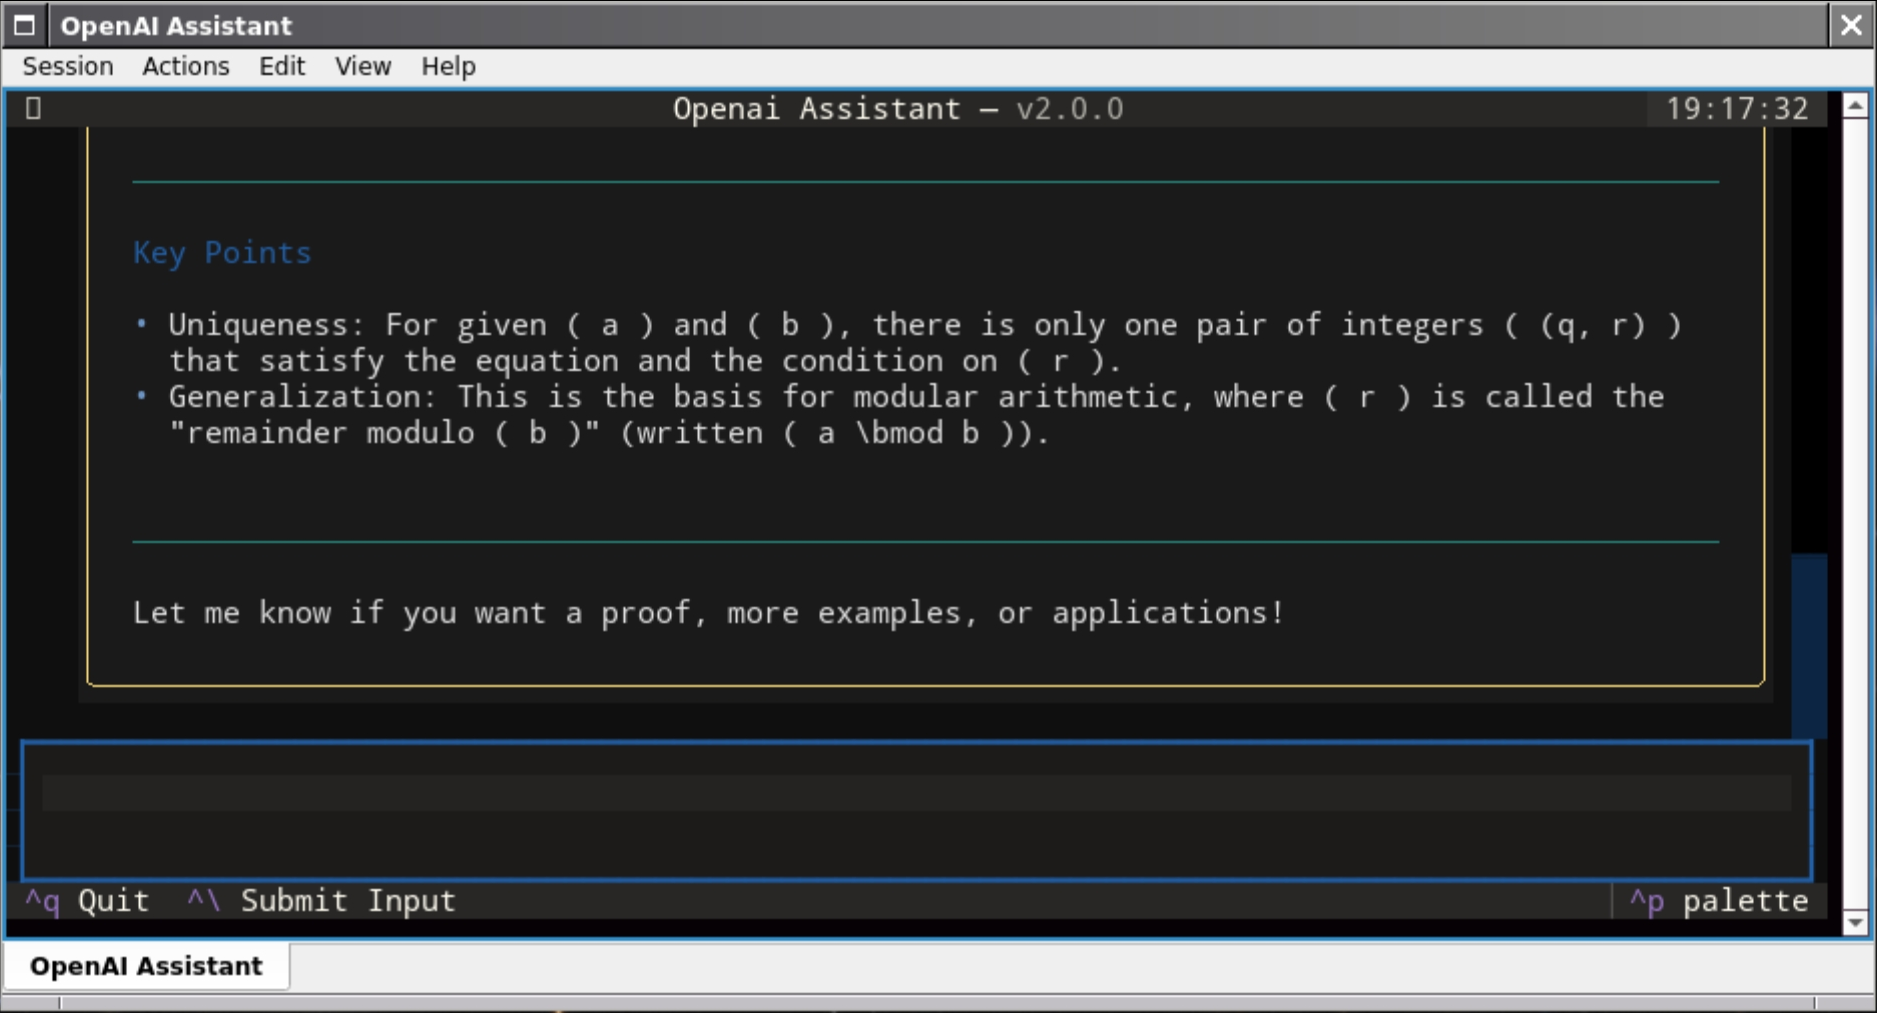 OpenAI Assistant
Session Actions Edit View Help
Openai Assistant — v2.0.0 19:17:32
Key Points
• Uniqueness: For given ( a ) and ( b ), there is only one pair of integers ( (q, r) )
that satisfy the equation and the condition on ( r ).
• Generalization: This is the basis for modular arithmetic, where ( r ) is called the
"remainder modulo ( b )" (written ( a \bmod b )).
Let me know if you want a proof, more examples, or applications!
^q Quit ^\ Submit Input ^p palette
OpenAI Assistant